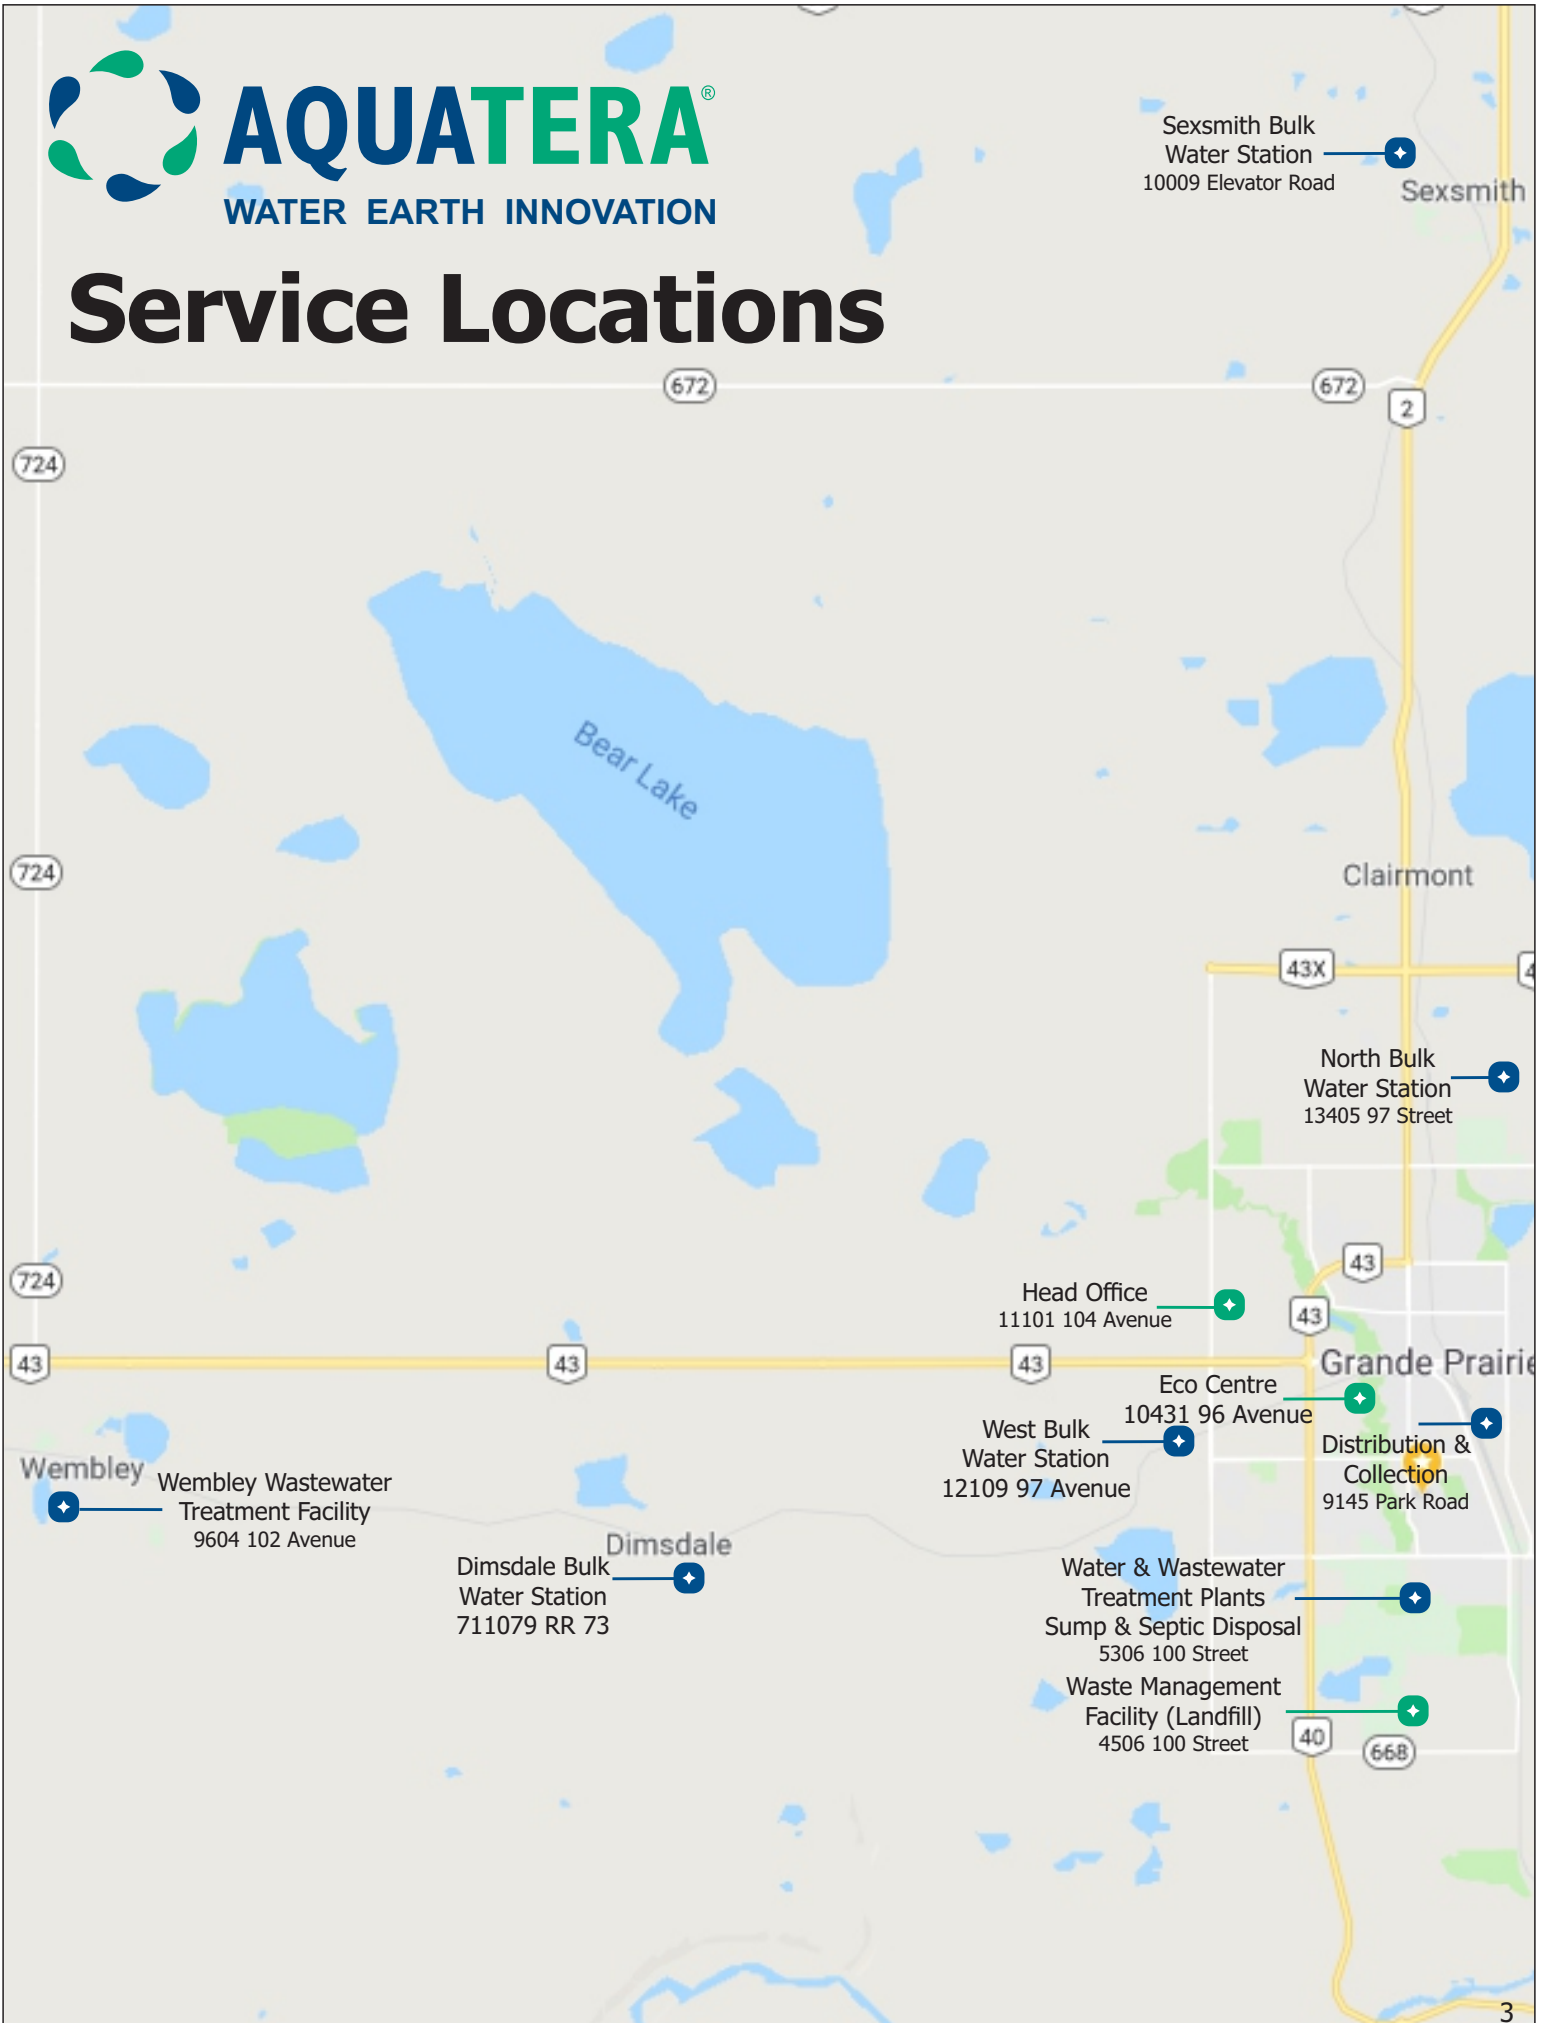 AQUATERA®
WATER EARTH INNOVATION
Service Locations
Sexsmith Bulk
Water Station
10009 Elevator Road
Sexsmith
672
672
2
724
Bear Lake
724
Clairmont
43X
North Bulk
Water Station
13405 97 Street
724
43
Head Office
11101 104 Avenue
43
43
43
43
Grande Prairie
Eco Centre
10431 96 Avenue
West Bulk
Water Station
12109 97 Avenue
Distribution &
Collection
9145 Park Road
Wembley
Wembley Wastewater
Treatment Facility
9604 102 Avenue
Dimsdale
Dimsdale Bulk
Water Station
711079 RR 73
Water & Wastewater
Treatment Plants
Sump & Septic Disposal
5306 100 Street
Waste Management
Facility (Landfill)
4506 100 Street
40
668
3